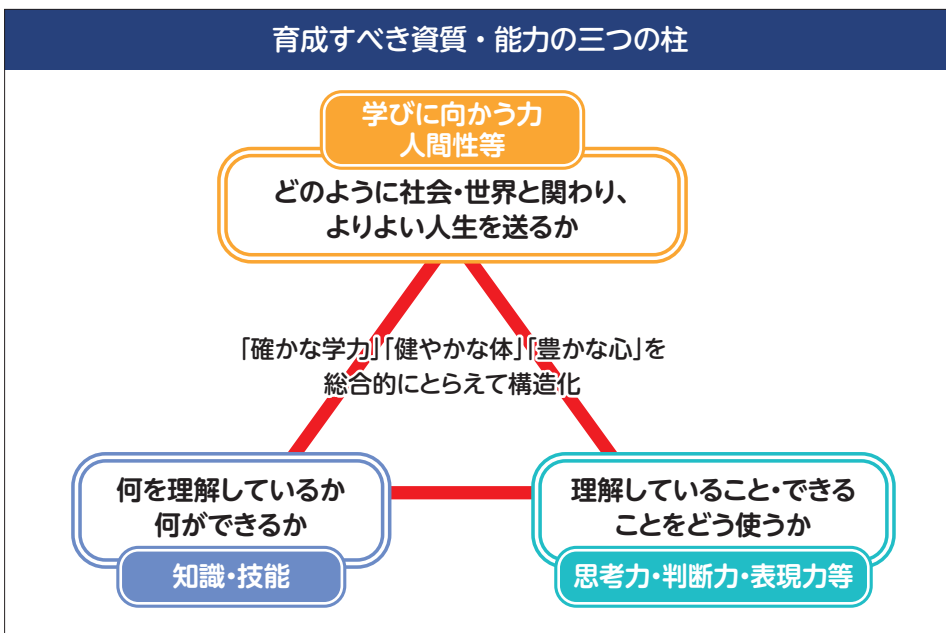 育成すべき資質・能力の三つの柱
学びに向かう力
人間性等
どのように社会・世界と関わり、
よりよい人生を送るか
「確かな学力」「健やかな体」「豊かな心」を
総合的にとらえて構造化
何を理解しているか
何ができるか
知識・技能
理解していること・できる
ことをどう使うか
思考力・判断力・表現力等